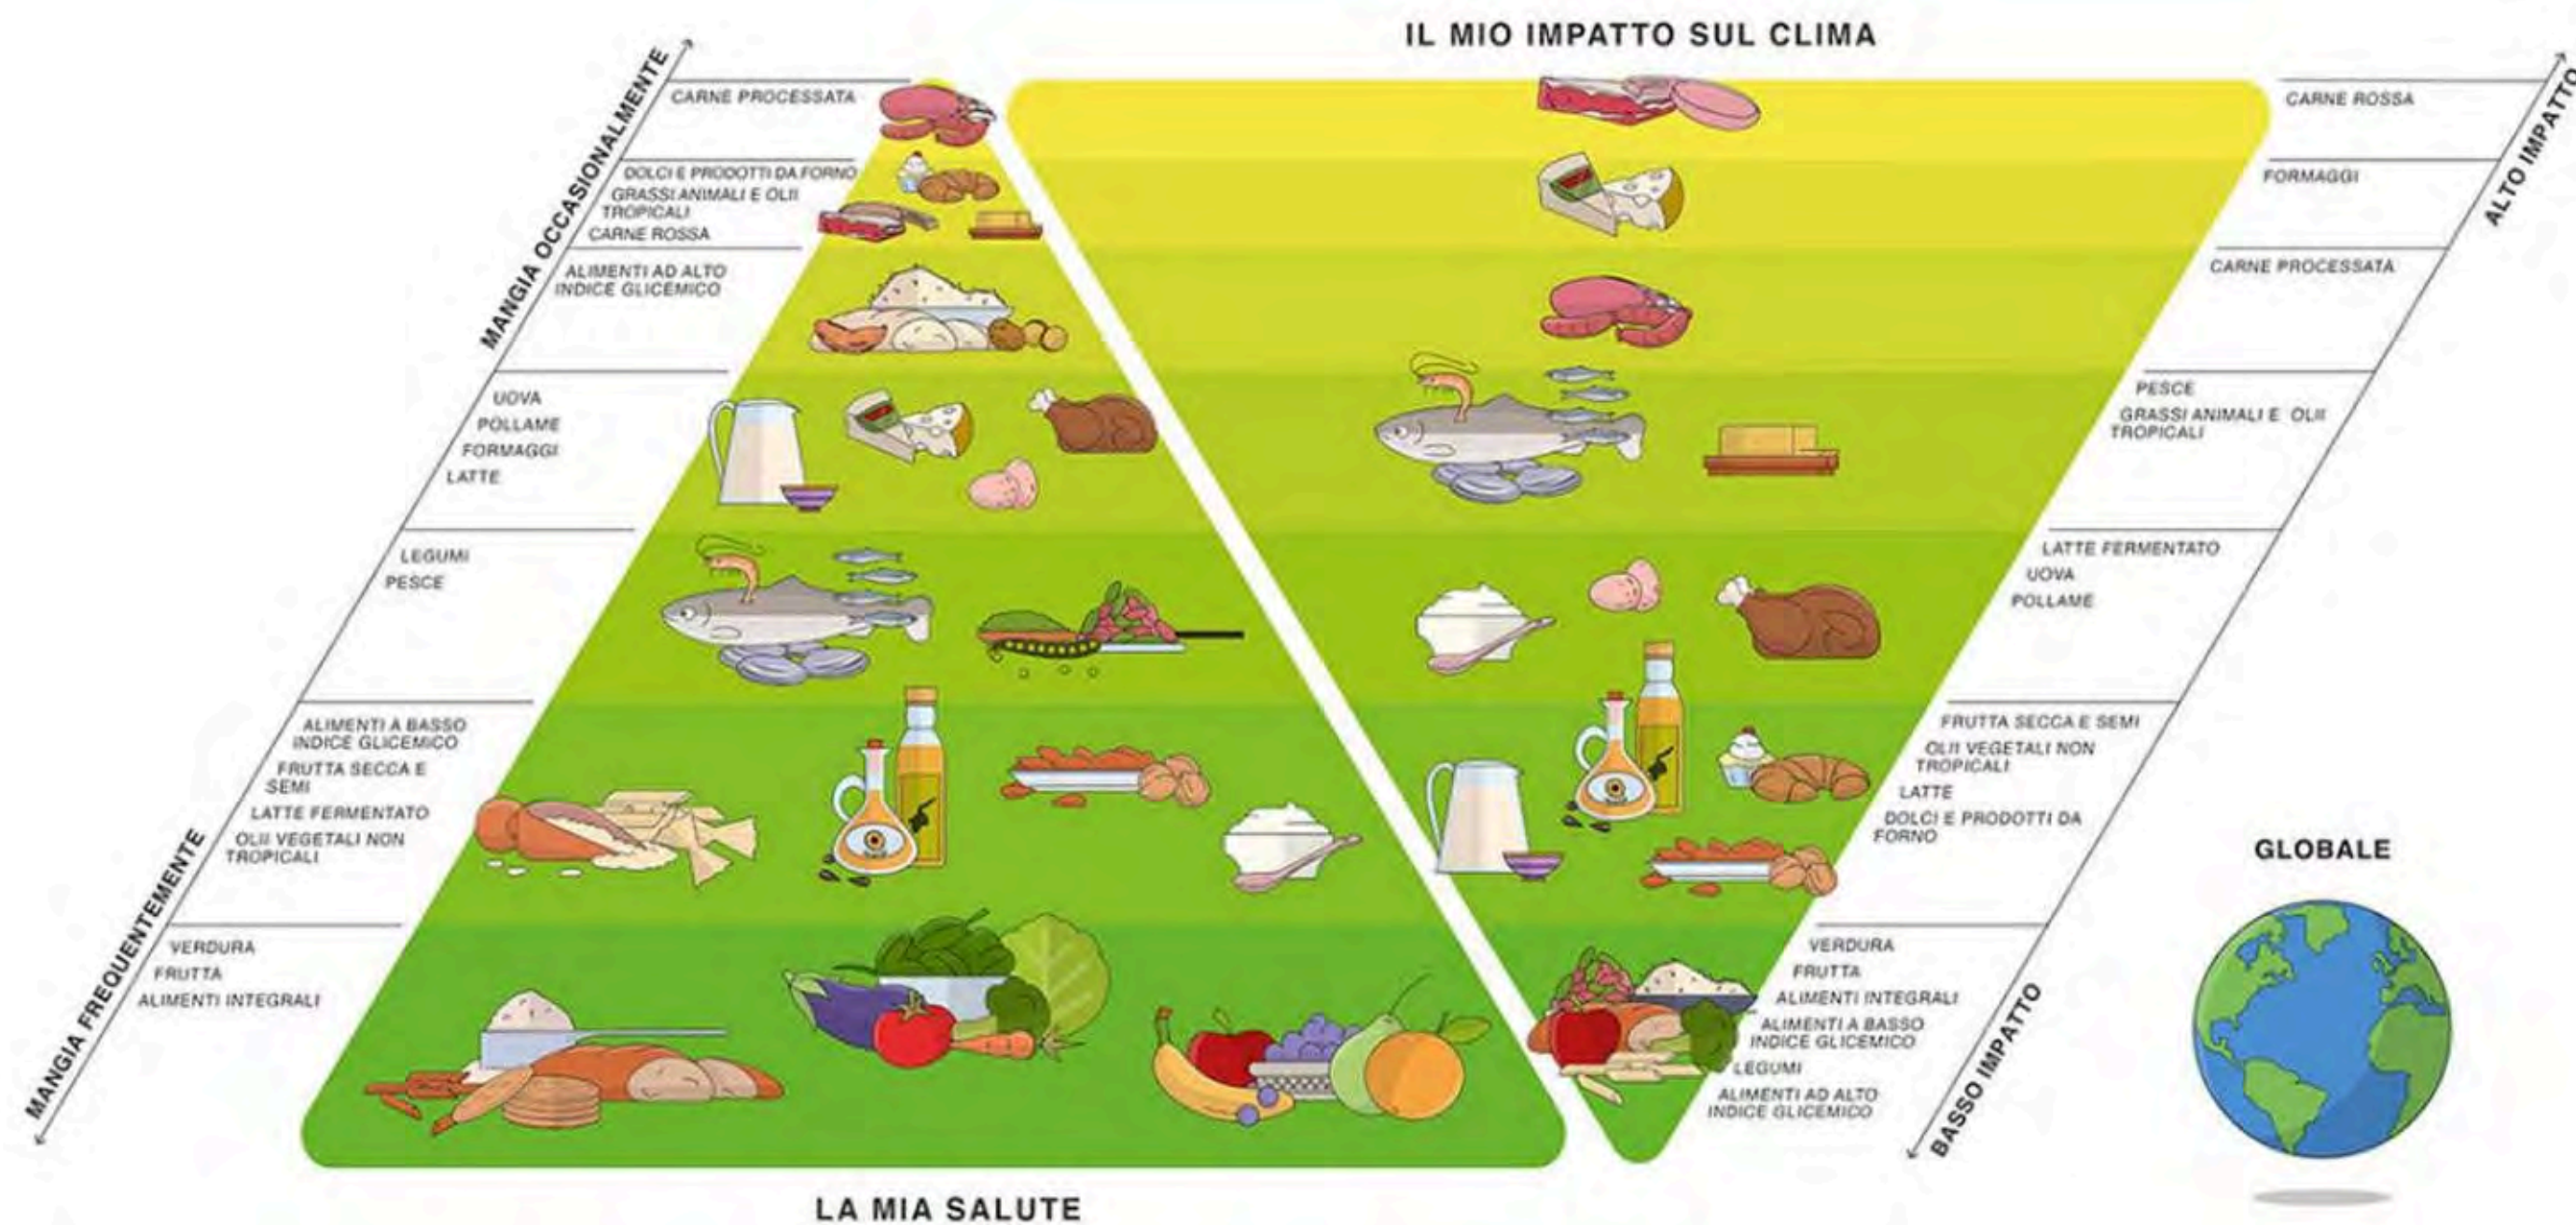 IL MIO IMPATTO SUL CLIMA
MANGIA OCCASIONALMENTE
CARNE PROCESSATA
DOLCI E PRODOTTI DA FORNO
GRASSI ANIMALI E OLII
TROPICALI
CARNE ROSSA
ALIMENTI AD ALTO
INDICE GLICEMICO
UOVA
POLLAME
FORMAGGI
LATTE
LEGUMI
PESCE
ALIMENTI A BASSO
INDICE GLICEMICO
FRUTTA SECCA E
SEMI
LATTE FERMENTATO
OLII VEGETALI NON
TROPICALI
MANGIA FREQUENTEMENTE
VERDURA
FRUTTA
ALIMENTI INTEGRALI
LA MIA SALUTE
ALTO IMPATTO
CARNE ROSSA
FORMAGGI
CARNE PROCESSATA
PESCE
GRASSI ANIMALI E OLII
TROPICALI
LATTE FERMENTATO
UOVA
POLLAME
FRUTTA SECCA E SEMI
OLII VEGETALI NON
TROPICALI
LATTE
DOLCI E PRODOTTI DA
FORNO
VERDURA
FRUTTA
ALIMENTI INTEGRALI
ALIMENTI A BASSO
INDICE GLICEMICO
LEGUMI
ALIMENTI AD ALTO
INDICE GLICEMICO
BASSO IMPATTO
GLOBALE